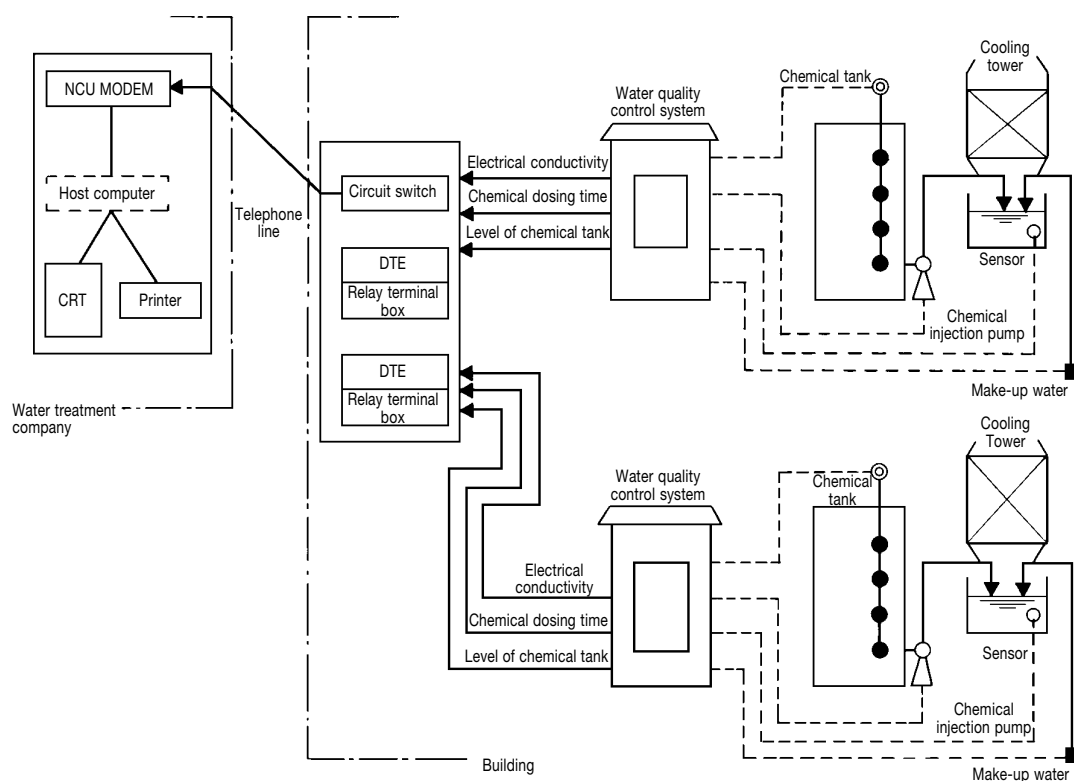 NCU MODEM
Host computer
CRT
Printer
Water treatment
company
Telephone
line
Circuit switch
DTE
Relay terminal
box
DTE
Relay terminal
box
Electrical conductivity
Chemical dosing time
Level of chemical tank
Water quality
control system
Chemical tank
Cooling
tower
Sensor
Chemical
injection pump
Make-up water
Electrical
conductivity
Chemical dosing time
Level of chemical tank
Water quality
control system
Chemical
tank
Cooling
Tower
Sensor
Chemical
injection pump
Make-up water
Building